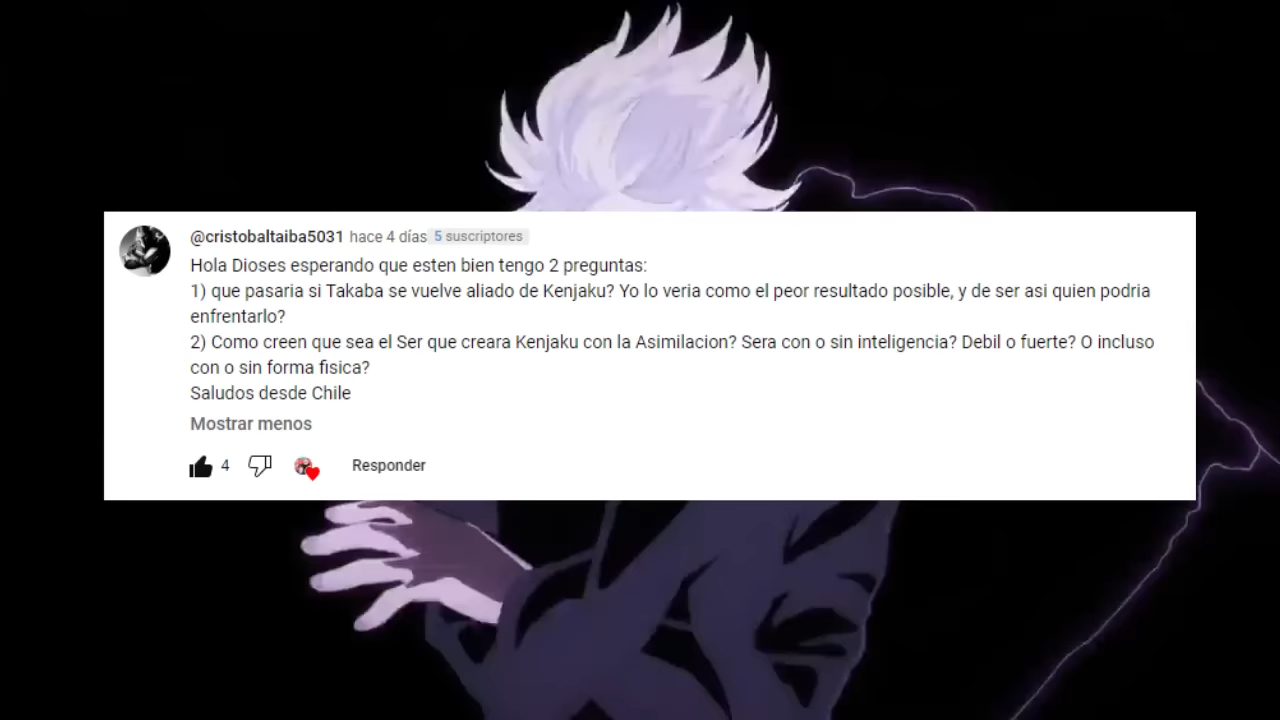 @cristobaltaiba5031 hace 4 días 5 suscriptores
Hola Dioses esperando que esten bien tengo 2 preguntas:
1) que pasaria si Takaba se vuelve aliado de Kenjaku? Yo lo veria como el peor resultado posible, y de ser asi quien podria
enfrentarlo?
2) Como creen que sea el Ser que creara Kenjaku con la Asimilacion? Sera con o sin inteligencia? Debil o fuerte? O incluso
con o sin forma fisica?
Saludos desde Chile
Mostrar menos
4 Responder